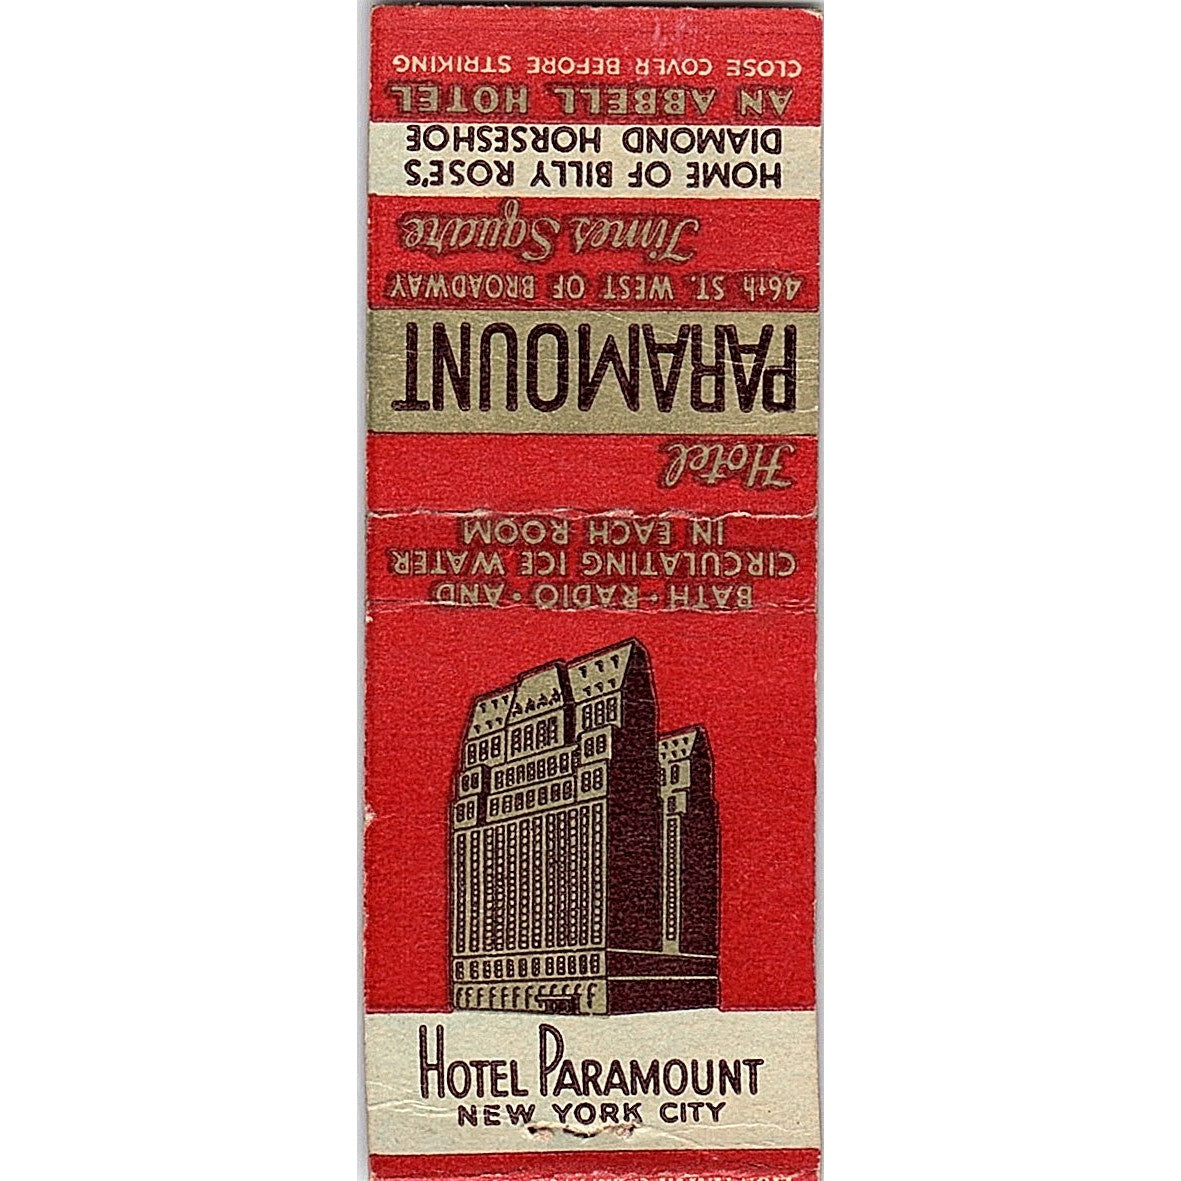 Hotel
PARAMOUNT
46th ST. WEST OF BROADWAY
Times Square
HOME OF BILLY ROSE'S
DIAMOND HORSESHOE
AN ABBELL HOTEL
CLOSE COVER BEFORE STRIKING
BATH • RADIO • AND
CIRCULATING ICE WATER
IN EACH ROOM
HOTEL PARAMOUNT
NEW YORK CITY